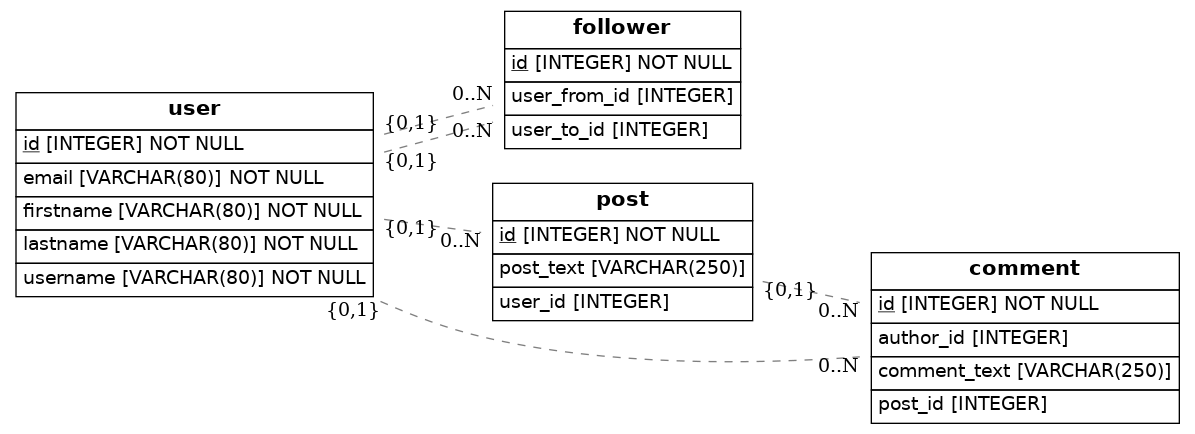 follower
id [INTEGER] NOT NULL
user_from_id [INTEGER]
user_to_id [INTEGER]
0..N
{0,1}
0..N
{0,1}
user
id [INTEGER] NOT NULL
email [VARCHAR(80)] NOT NULL
firstname [VARCHAR(80)] NOT NULL
lastname [VARCHAR(80)] NOT NULL
username [VARCHAR(80)] NOT NULL
{0,1}
0..N
post
id [INTEGER] NOT NULL
post_text [VARCHAR(250)]
user_id [INTEGER]
{0,1}
0..N
{0,1}
0..N
comment
id [INTEGER] NOT NULL
author_id [INTEGER]
comment_text [VARCHAR(250)]
post_id [INTEGER]